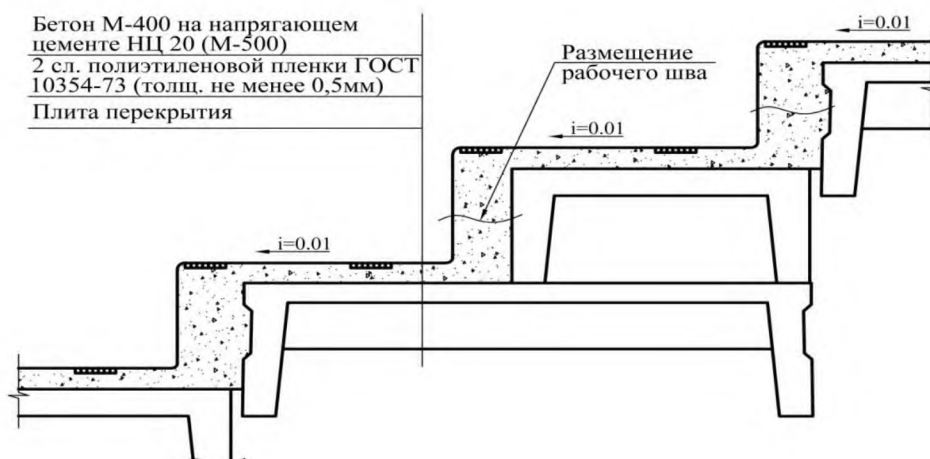 Бетон М-400 на напрягающем
цементе НЦ 20 (М-500)
2 сл. полиэтиленовой пленки ГОСТ
10354-73 (толщ. не менее 0,5мм)
Плита перекрытия
Размещение
рабочего шва
i=0.01
i=0.01
i=0.01